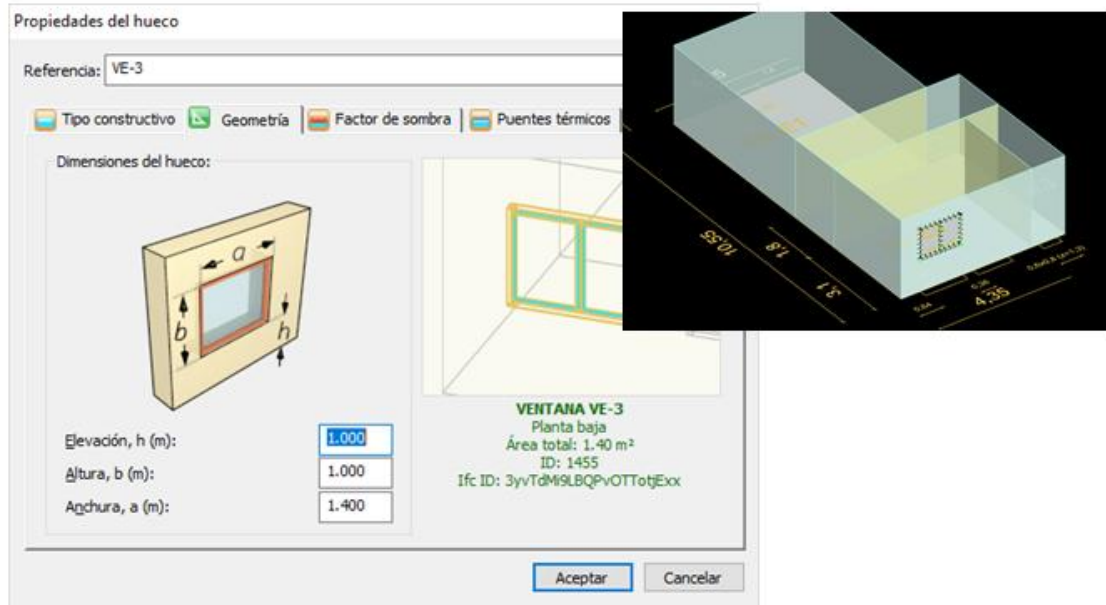 Propiedades del hueco
Referencia: VE-3
Tipo constructivo Geometría Factor de sombra Puentes térmicos
Dimensiones del hueco:
a
b
h
Elevación, h (m): 1.000
Altura, b (m): 1.000
Anchura, a (m): 1.400
VENTANA VE-3
Planta baja
Área total: 1.40 m²
ID: 1455
Ifc ID: 3yvTdMi9LBQPvOTTotjExx
Aceptar Cancelar
10,55
1,8
3,1
4,35